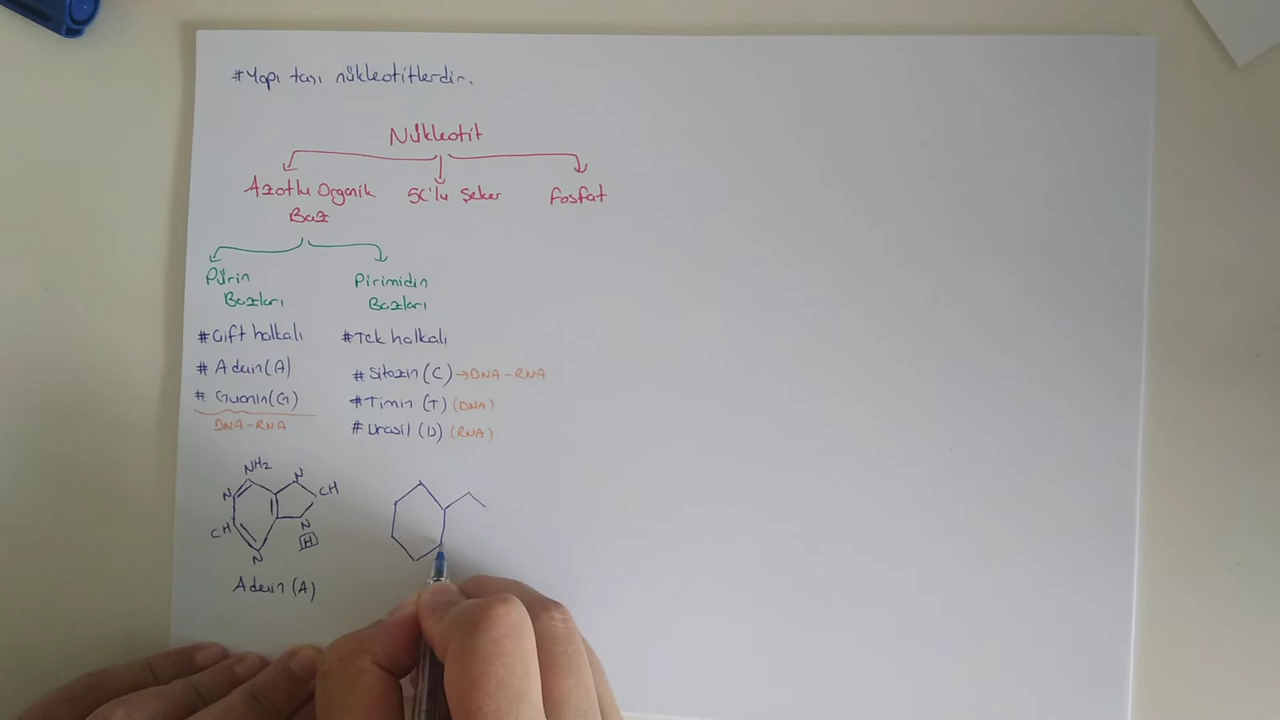 #Yapı taşı nükleotitlerdir.
Nükleotit
Azotlu Organik Baz
5C'lu Şeker
Fosfat
Pürin
Bazları
#Çift halkalı
#Adenin(A)
#Guanin(G)
DNA-RNA
Pirimidin
Bazları
#Tek halkalı
#Sitozin(C)→DNA-RNA
#Timin (T) (DNA)
#Urasil (U) (RNA)
NH2
N
N
CH
CH
N
N
H
Adenin(A)